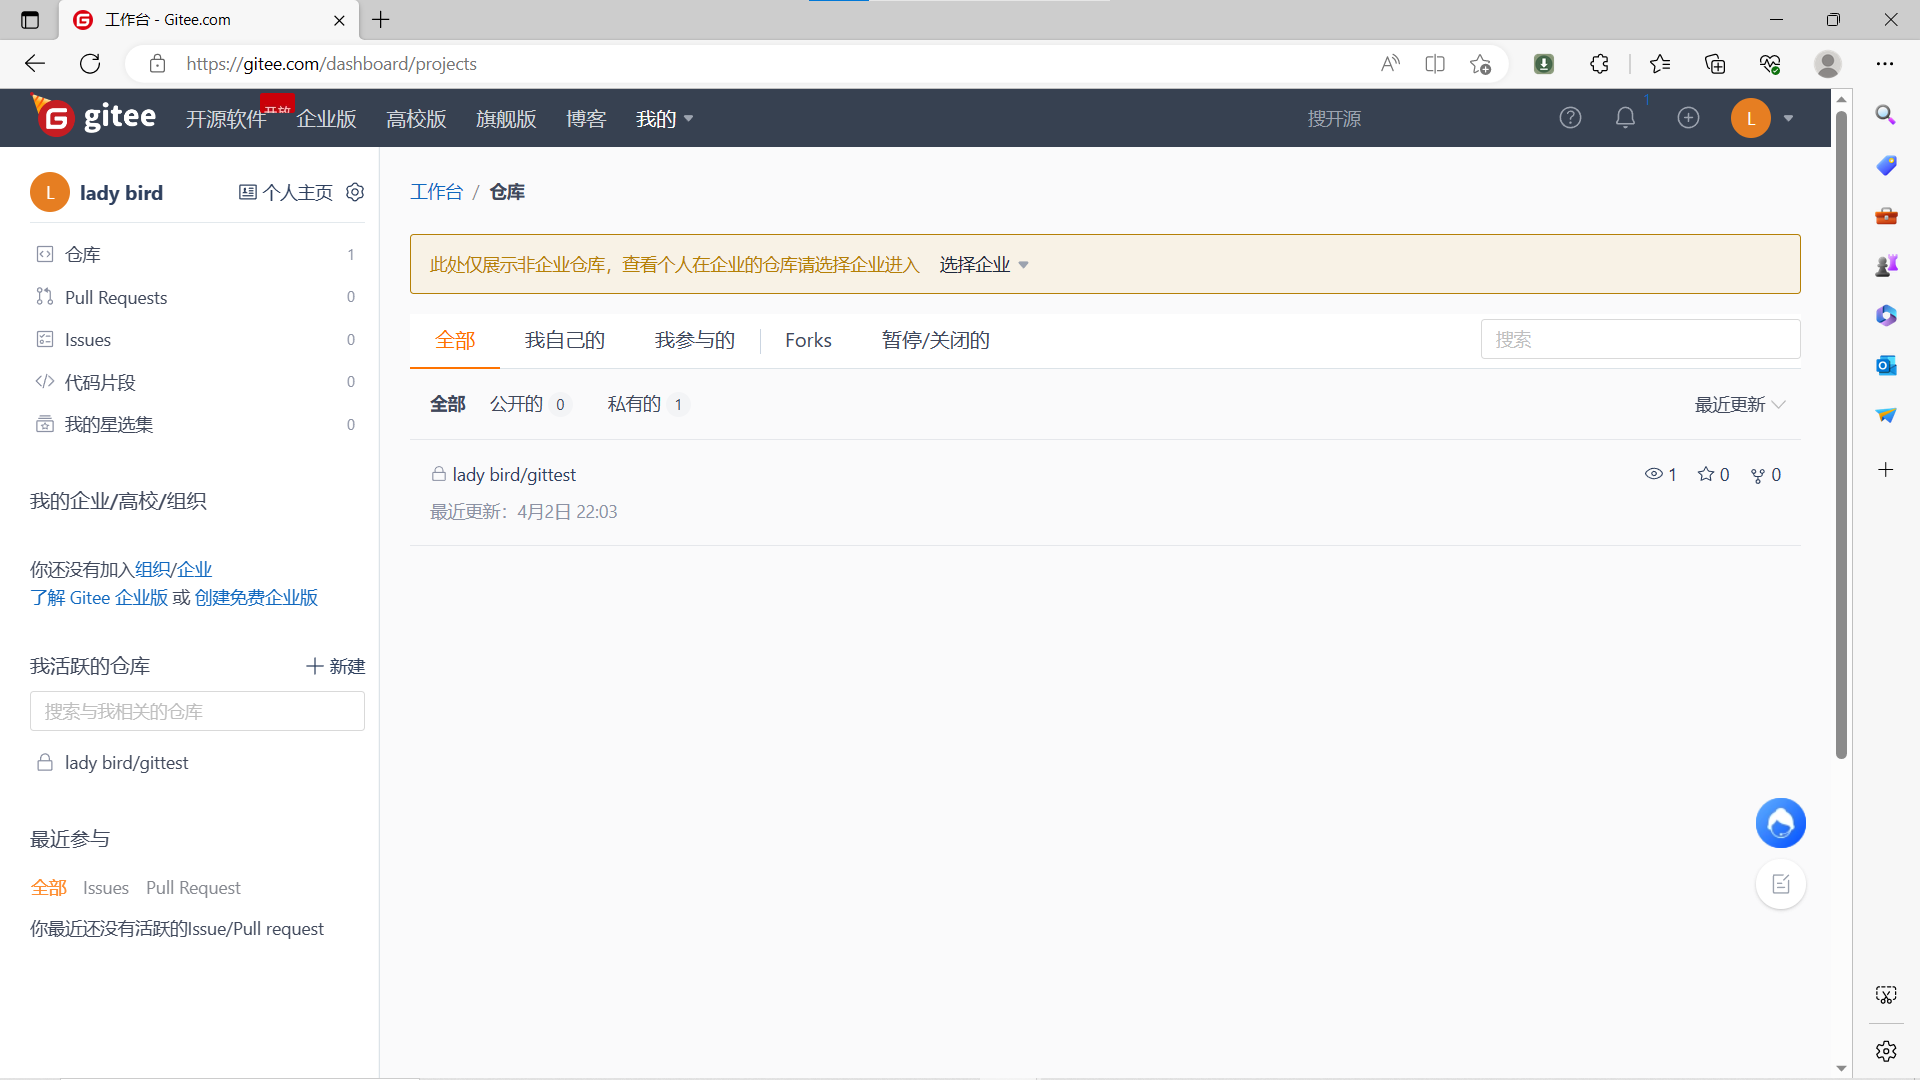 工作台 - Gitee.com
https://gitee.com/dashboard/projects
gitee 开源软件 企业版 高校版 旗舰版 博客 我的 搜开源 1 L
L lady bird 个人主页
仓库 1
Pull Requests 0
Issues 0
代码片段 0
我的星选集 0
我的企业/高校/组织
你还没有加入组织/企业
了解 Gitee 企业版 或 创建免费企业版
我活跃的仓库 新建
搜索与我相关的仓库
lady bird/gittest
最近参与
全部 Issues Pull Request
你最近还没有活跃的Issue/Pull request
工作台 / 仓库
此处仅展示非企业仓库，查看个人在企业的仓库请选择企业进入 选择企业
全部 我自己的 我参与的 Forks 暂停/关闭的 搜索
全部 公开的 0 私有的 1 最近更新
lady bird/gittest 1 0 0
最近更新：4月2日 22:03